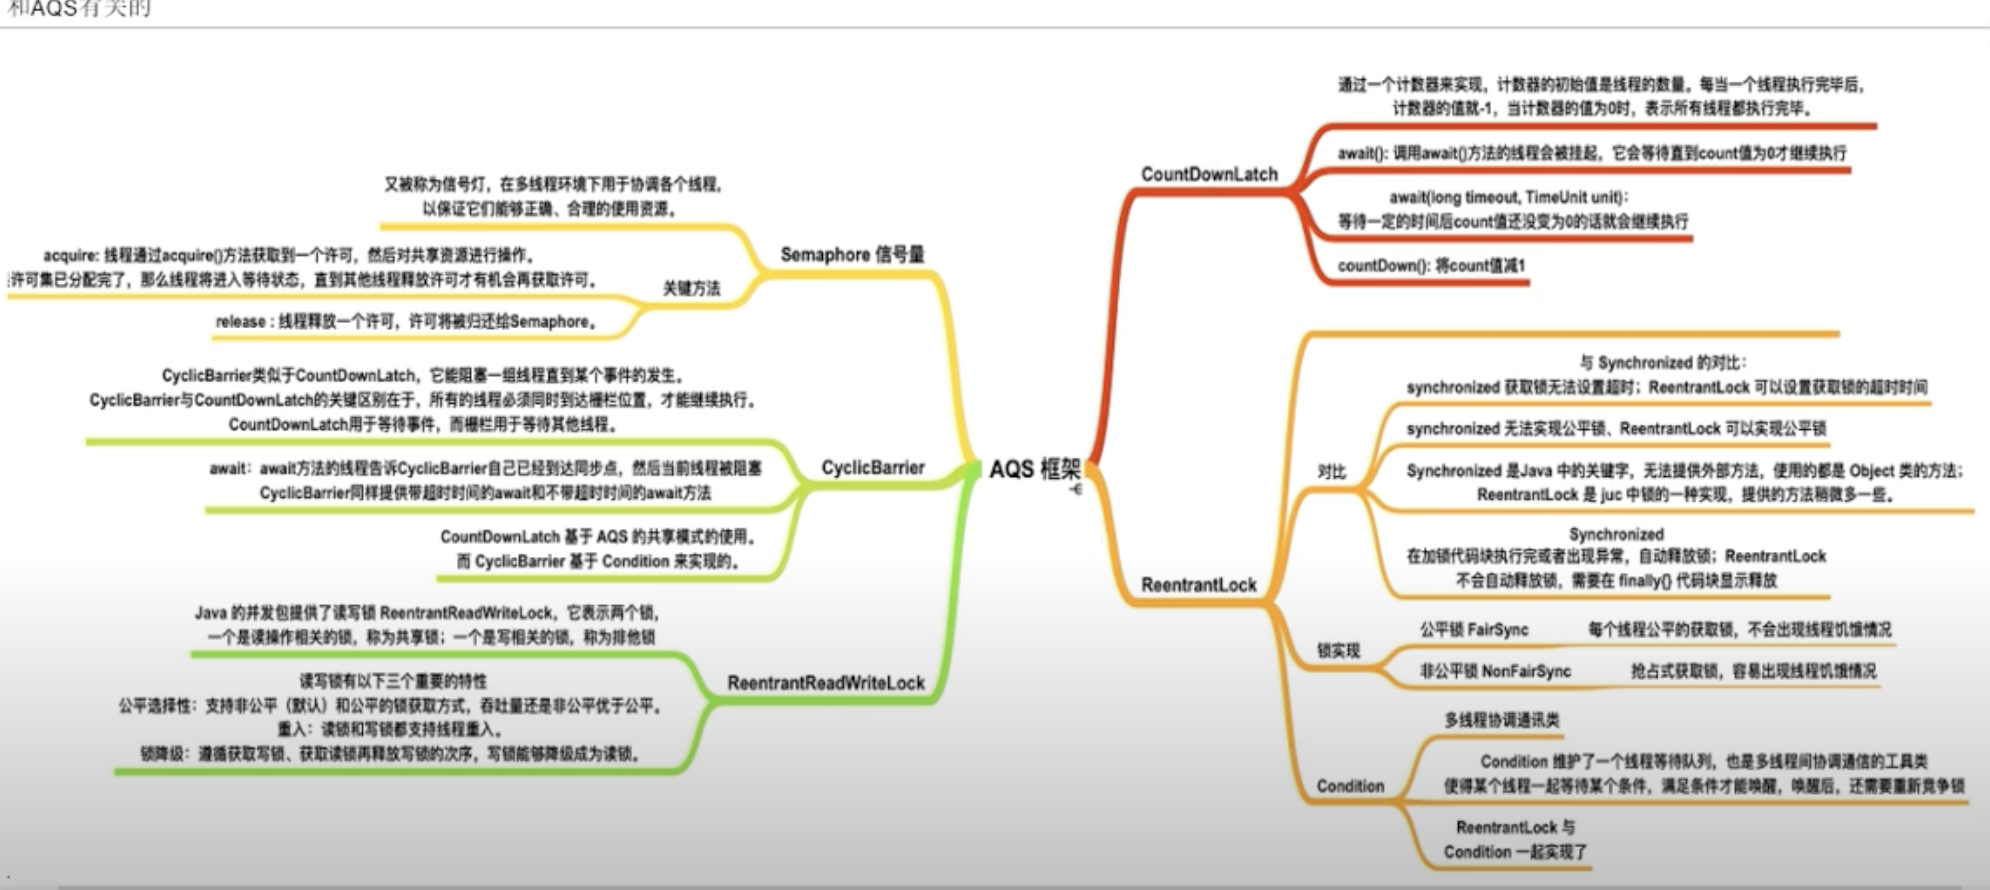 和AQS有关的
AQS 框架
CountDownLatch
通过一个计数器来实现，计数器的初始值是线程的数量。每当一个线程执行完毕后，
计数器的值就-1，当计数器的值为0时，表示所有线程都执行完毕。
await(): 调用await()方法的线程会被挂起，它会等待直到count值为0才继续执行
await(long timeout, TimeUnit unit)：
等待一定的时间后count值还没变为0的话就会继续执行
countDown(): 将count值减1
ReentrantLock
对比
与 Synchronized 的对比：
synchronized 获取锁无法设置超时；ReentrantLock 可以设置获取锁的超时时间
synchronized 无法实现公平锁、ReentrantLock 可以实现公平锁
Synchronized 是Java 中的关键字，无法提供外部方法，使用的都是 Object 类的方法；
ReentrantLock 是 juc 中锁的一种实现，提供的方法稍微多一些。
Synchronized
在加锁代码块执行完或者出现异常，自动释放锁；ReentrantLock
不会自动释放锁，需要在 finally{} 代码块显示释放
锁实现
公平锁 FairSync
每个线程公平的获取锁，不会出现线程饥饿情况
非公平锁 NonFairSync
抢占式获取锁，容易出现线程饥饿情况
Condition
多线程协调通讯类
Condition 维护了一个线程等待队列，也是多线程间协调通信的工具类
使得某个线程一起等待某个条件，满足条件才能唤醒，唤醒后，还需要重新竞争锁
ReentrantLock 与
Condition 一起实现了
Semaphore 信号量
又被称为信号灯，在多线程环境下用于协调各个线程，
以保证它们能够正确、合理的使用资源。
关键方法
acquire: 线程通过acquire()方法获取到一个许可，然后对共享资源进行操作。
许可集已分配完了，那么线程将进入等待状态，直到其他线程释放许可才有机会再获取许可。
release : 线程释放一个许可，许可将被归还给Semaphore。
CyclicBarrier
CyclicBarrier类似于CountDownLatch，它能阻塞一组线程直到某个事件的发生。
CyclicBarrier与CountDownLatch的关键区别在于，所有的线程必须同时到达栅栏位置，才能继续执行。
CountDownLatch用于等待事件，而栅栏用于等待其他线程。
await：await方法的线程告诉CyclicBarrier自己已经到达同步点，然后当前线程被阻塞
CyclicBarrier同样提供带超时时间的await和不带超时时间的await方法
CountDownLatch 基于 AQS 的共享模式的使用。
而 CyclicBarrier 基于 Condition 来实现的。
ReentrantReadWriteLock
Java 的并发包提供了读写锁 ReentrantReadWriteLock，它表示两个锁，
一个是读操作相关的锁，称为共享锁；一个是写相关的锁，称为排他锁
读写锁有以下三个重要的特性
公平选择性：支持非公平（默认）和公平的锁获取方式，吞吐量还是非公平优于公平。
重入：读锁和写锁都支持线程重入。
锁降级：遵循获取写锁、获取读锁再释放写锁的次序，写锁能够降级成为读锁。